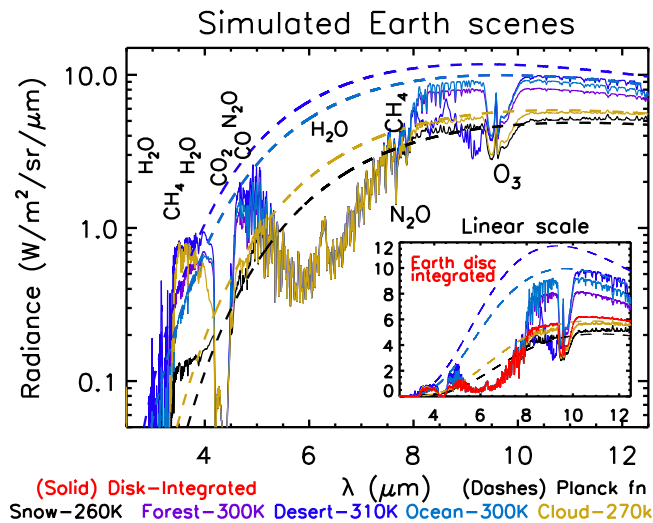 Simulated Earth scenes
Radiance (W/m²/sr/μm)
10.0
1.0
0.1
H₂O
CH₄
H₂O
CO₂
N₂O
CO
H₂O
CH₄
N₂O
O₃
Linear scale
Earth disc
integrated
12
10
8
6
4
2
0
4 6 8 10 12
4 6 8 10 12
λ (μm)
(Solid) Disk-Integrated (Dashes) Planck fn
Snow-260K Forest-300K Desert-310K Ocean-300K Cloud-270k